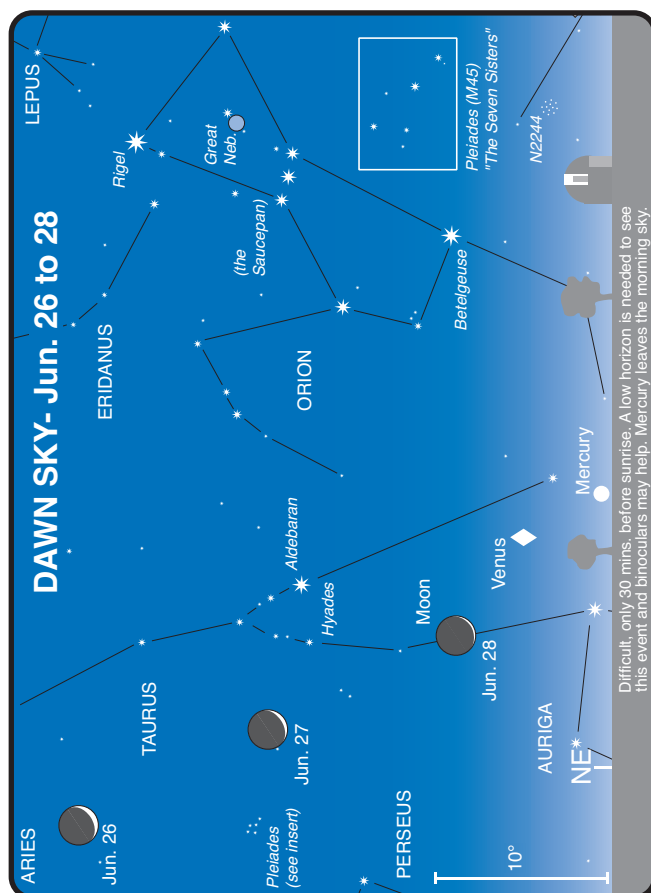 DAWN SKY- Jun. 26 to 28
ARIES
Jun. 26
TAURUS
ERIDANUS
LEPUS
Rigel
Great
Neb.
(the
Saucepan)
Pleiades
(see insert)
Jun. 27
Hyades
Aldebaran
ORION
PERSEUS
Moon
Jun. 28
Betelgeuse
Pleiades (M45)
"The Seven Sisters"
10°
AURIGA
NE
Venus
Mercury
N2244
Difficult, only 30 mins. before sunrise. A low horizon is needed to see
this event and binoculars may help. Mercury leaves the morning sky.